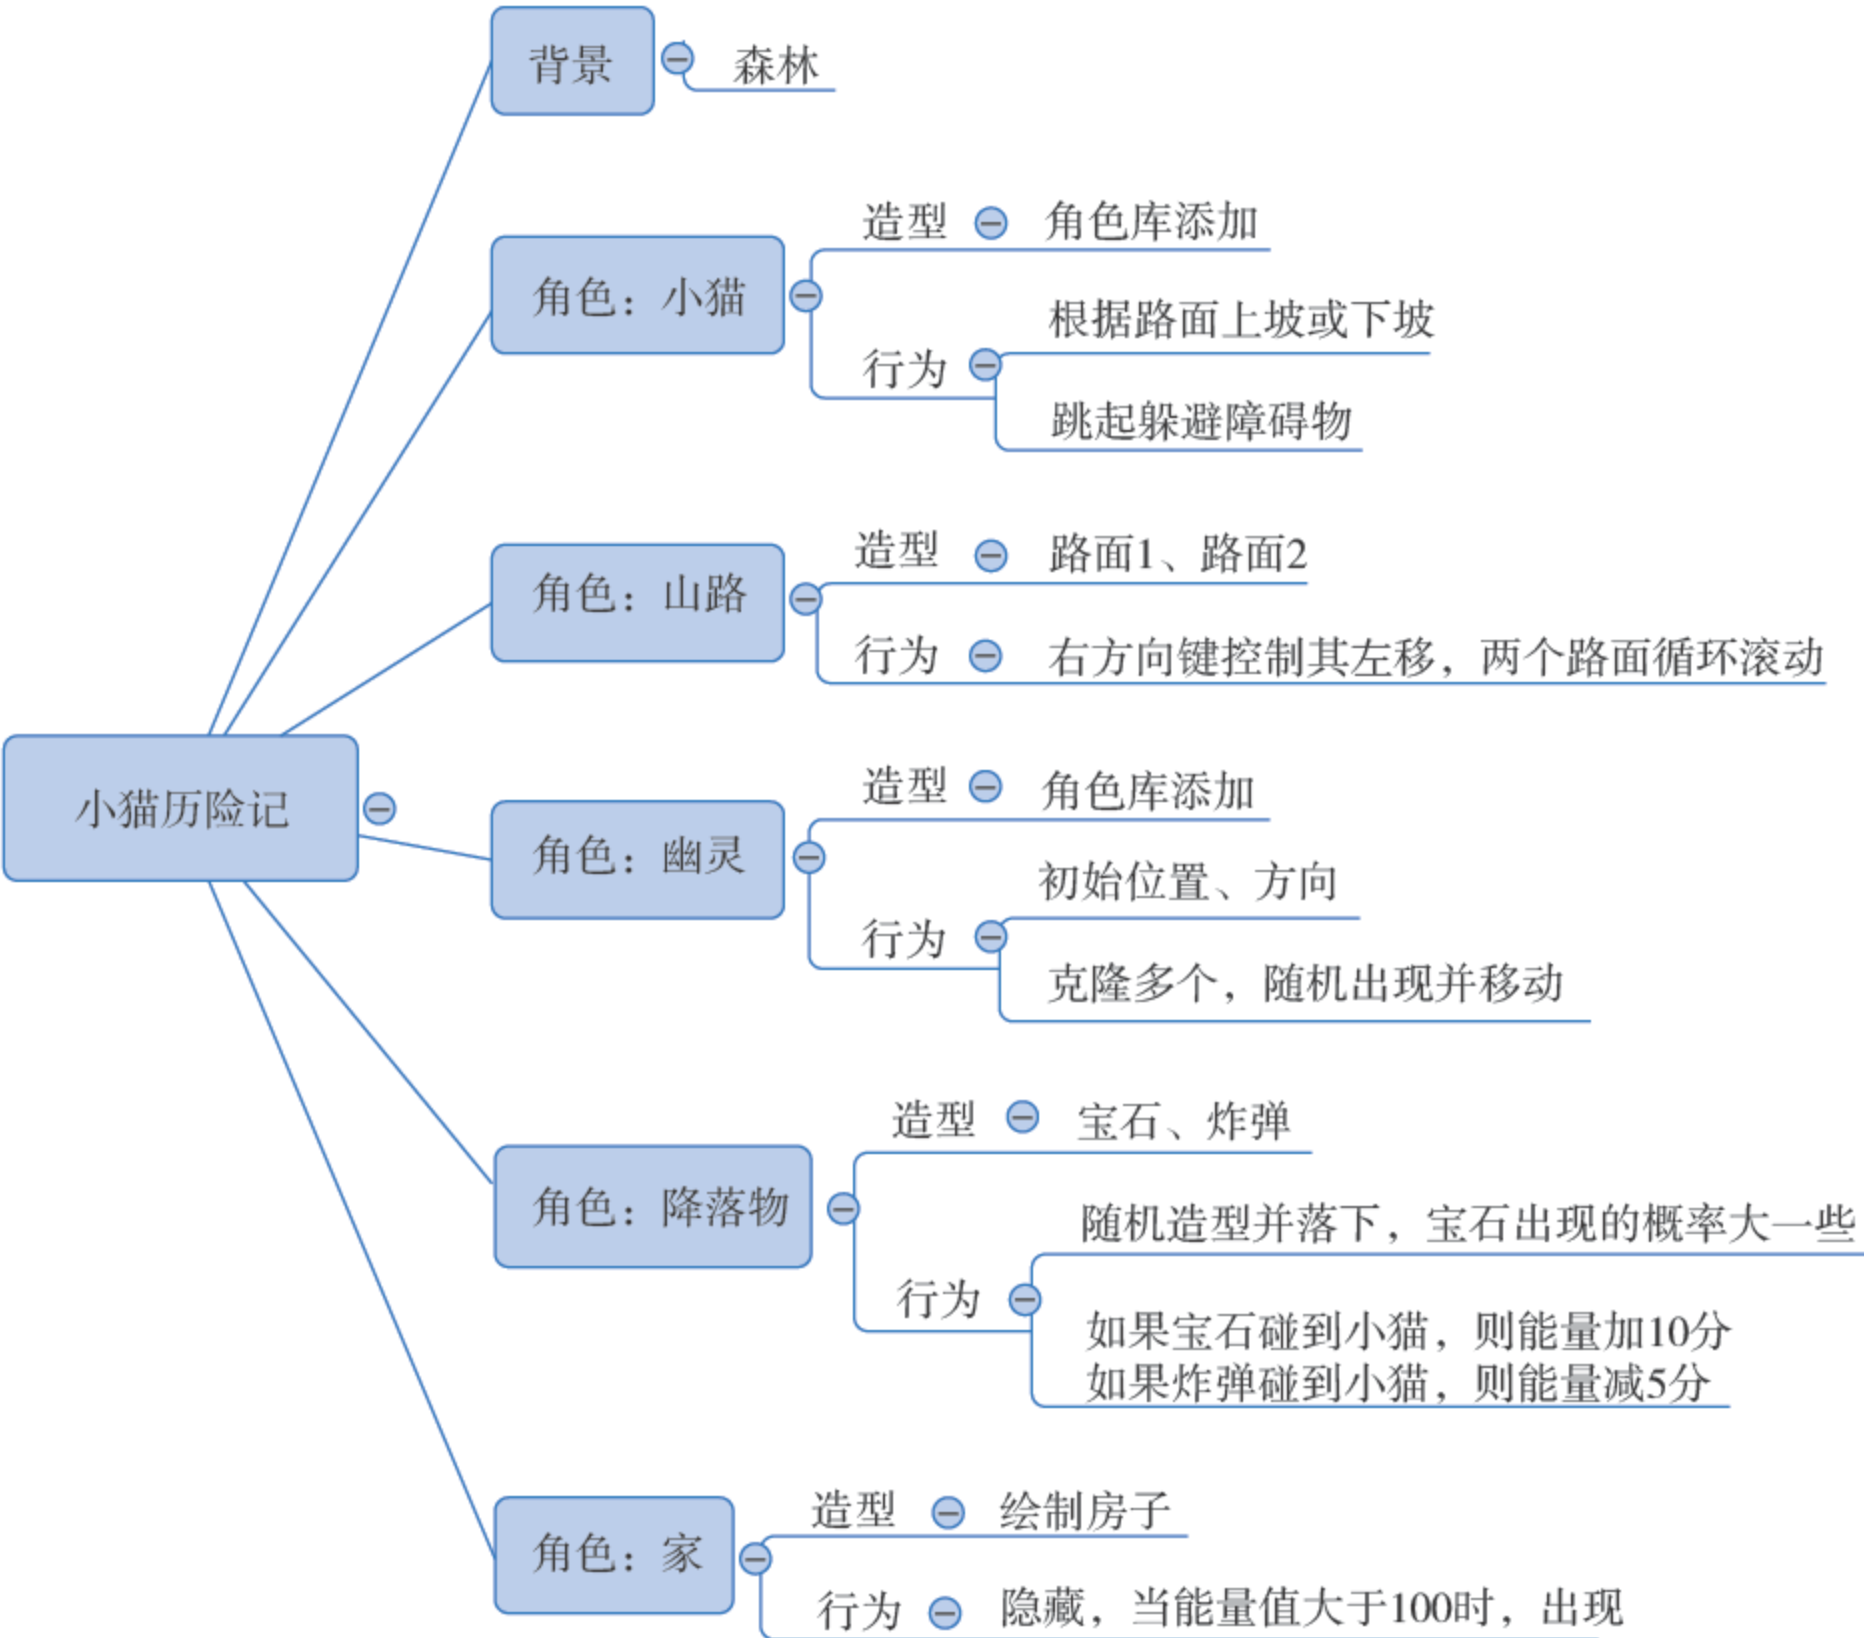 背景
森林
角色：小猫
造型
角色库添加
行为
根据路面上坡或下坡
跳起躲避障碍物
角色：山路
造型
路面1、路面2
行为
右方向键控制其左移，两个路面循环滚动
小猫历险记
角色：幽灵
造型
角色库添加
行为
初始位置、方向
克隆多个，随机出现并移动
角色：降落物
造型
宝石、炸弹
行为
随机造型并落下，宝石出现的概率大一些
如果宝石碰到小猫，则能量加10分
如果炸弹碰到小猫，则能量减5分
角色：家
造型
绘制房子
行为
隐藏，当能量值大于100时，出现